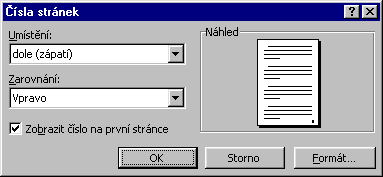 Čísla stránek
Umístění:
dole (zápatí)
Zarovnání:
Vpravo
Zobrazit číslo na první stránce
Náhled
OK
Storno
Formát...